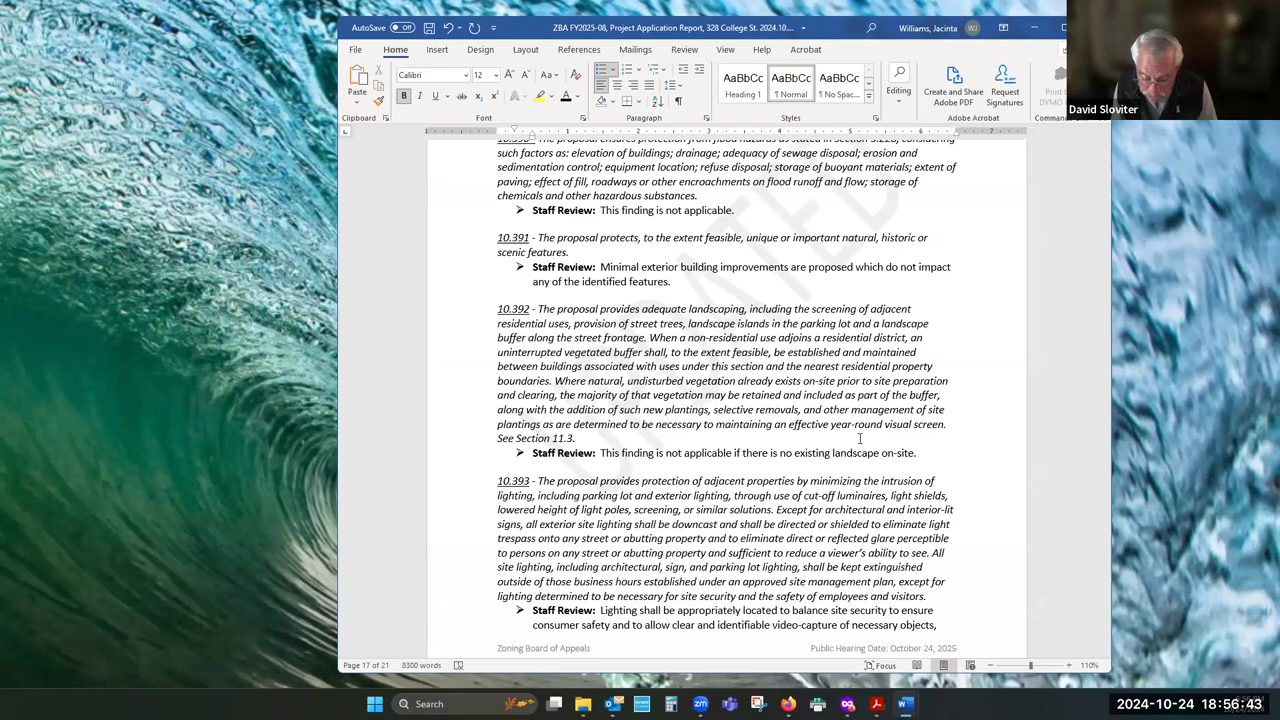 AutoSave Off ZBA FY2025-08, Project Application Report, 328 College St. 2024.10.... Williams, Jacinta WJ
File Home Insert Draw Design Layout References Mailings Review View Help Acrobat
Paste
Clipboard
Calibri 12
Font
Paragraph
AaBbCc AaBbCc AaBbCc
Heading 1 ¶ Normal ¶ No Spac...
Styles
Editing
Create and Share Adobe PDF
Request Signatures
Adobe Acrobat
Print to
DYMO
David Sloviter
such factors as: elevation of buildings; drainage; adequacy of sewage disposal; erosion and
sedimentation control; equipment location; refuse disposal; storage of buoyant materials; extent of
paving; effect of fill, roadways or other encroachments on flood runoff and flow; storage of
chemicals and other hazardous substances.
➤ Staff Review: This finding is not applicable.
10.391 - The proposal protects, to the extent feasible, unique or important natural, historic or
scenic features.
➤ Staff Review: Minimal exterior building improvements are proposed which do not impact
any of the identified features.
10.392 - The proposal provides adequate landscaping, including the screening of adjacent
residential uses, provision of street trees, landscape islands in the parking lot and a landscape
buffer along the street frontage. When a non-residential use adjoins a residential district, an
uninterrupted vegetated buffer shall, to the extent feasible, be established and maintained
between buildings associated with uses under this section and the nearest residential property
boundaries. Where natural, undisturbed vegetation already exists on-site prior to site preparation
and clearing, the majority of that vegetation may be retained and included as part of the buffer,
along with the addition of such new plantings, selective removals, and other management of site
plantings as are determined to be necessary to maintaining an effective year-round visual screen.
See Section 11.3.
➤ Staff Review: This finding is not applicable if there is no existing landscape on-site.
10.393 - The proposal provides protection of adjacent properties by minimizing the intrusion of
lighting, including parking lot and exterior lighting, through use of cut-off luminaires, light shields,
lowered height of light poles, screening, or similar solutions. Except for architectural and interior-lit
signs, all exterior site lighting shall be downcast and shall be directed or shielded to eliminate light
trespass onto any street or abutting property and to eliminate direct or reflected glare perceptible
to persons on any street or abutting property and sufficient to reduce a viewer's ability to see. All
site lighting, including architectural, sign, and parking lot lighting, shall be kept extinguished
outside of those business hours established under an approved site management plan, except for
lighting determined to be necessary for site security and the safety of employees and visitors.
➤ Staff Review: Lighting shall be appropriately located to balance site security to ensure
consumer safety and to allow clear and identifiable video-capture of necessary objects,
Zoning Board of Appeals Public Hearing Date: October 24, 2025
UPDATED
Page 17 of 21 8300 words Focus 110%
Search
2024-10-24 18:56:43